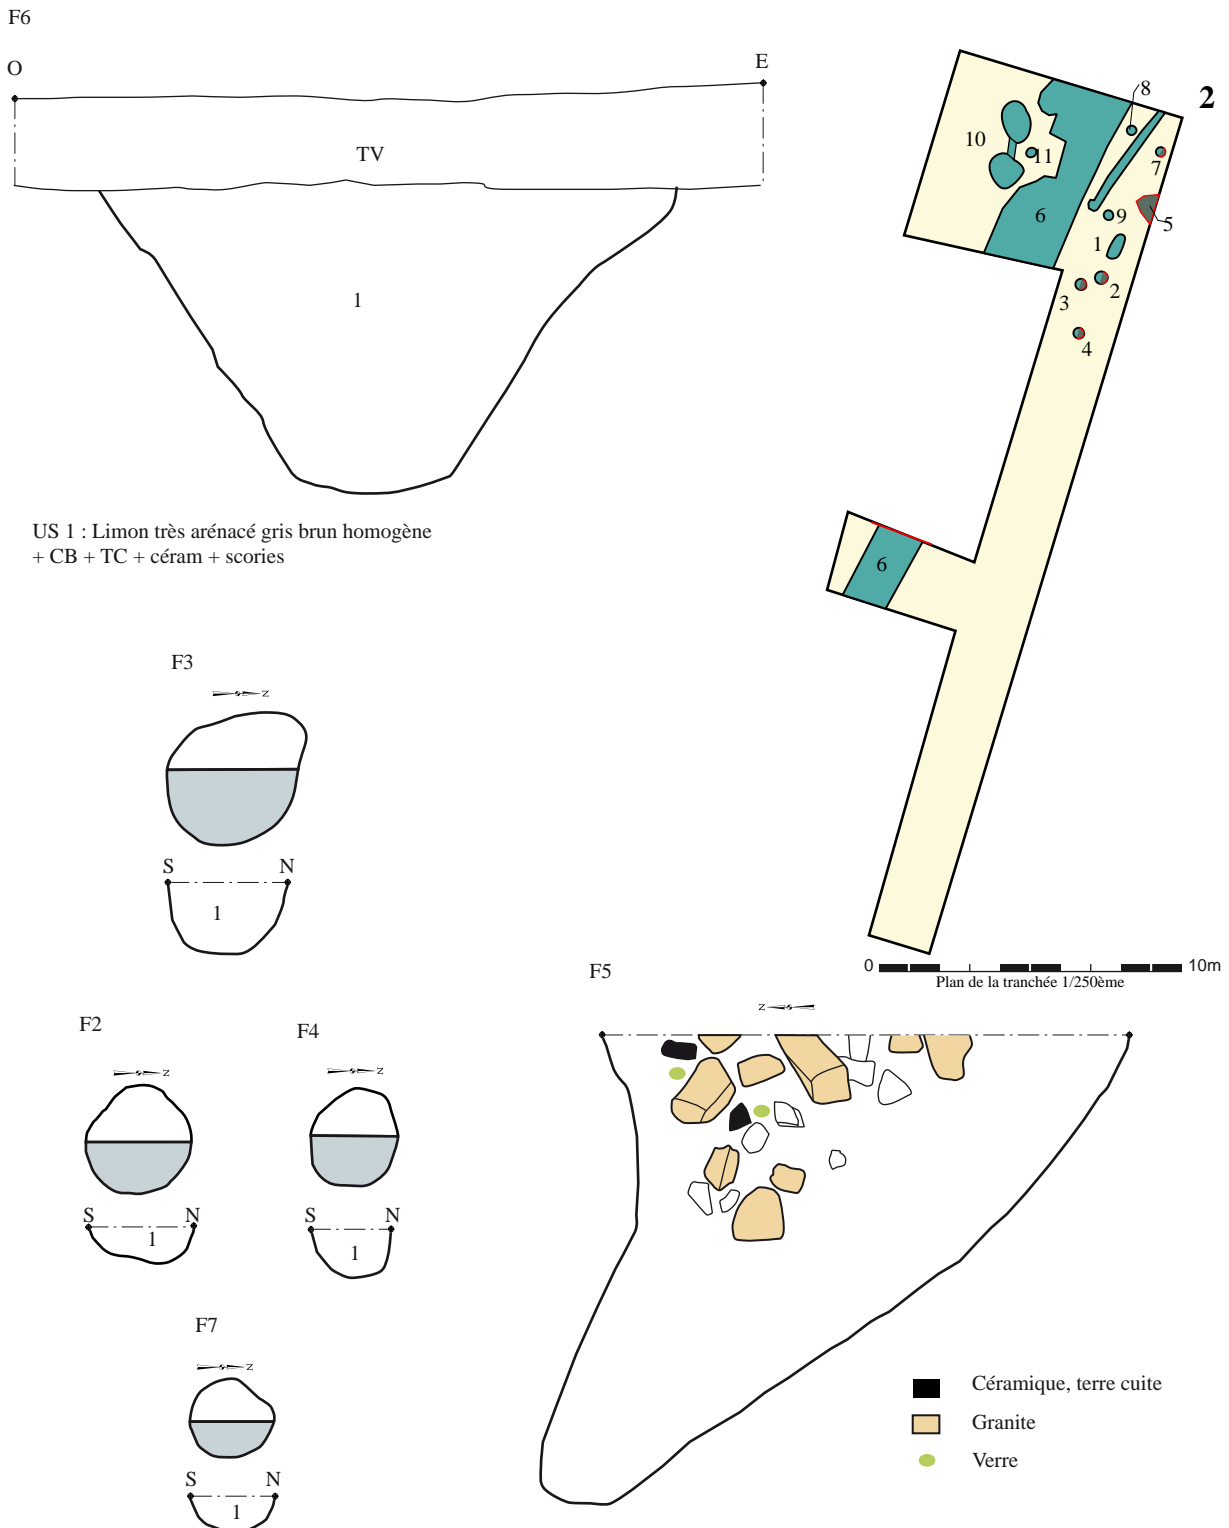 F6
O
E
TV
1
US 1 : Limon très arénacé gris brun homogène
+ CB + TC + céram + scories
2
8
10
11
7
6
9
5
1
2
3
4
6
0
10m
Plan de la tranchée 1/250ème
F3
z
S
N
1
F2
z
S
N
1
F4
z
S
N
1
F7
z
S
N
1
F5
z
Céramique, terre cuite
Granite
Verre